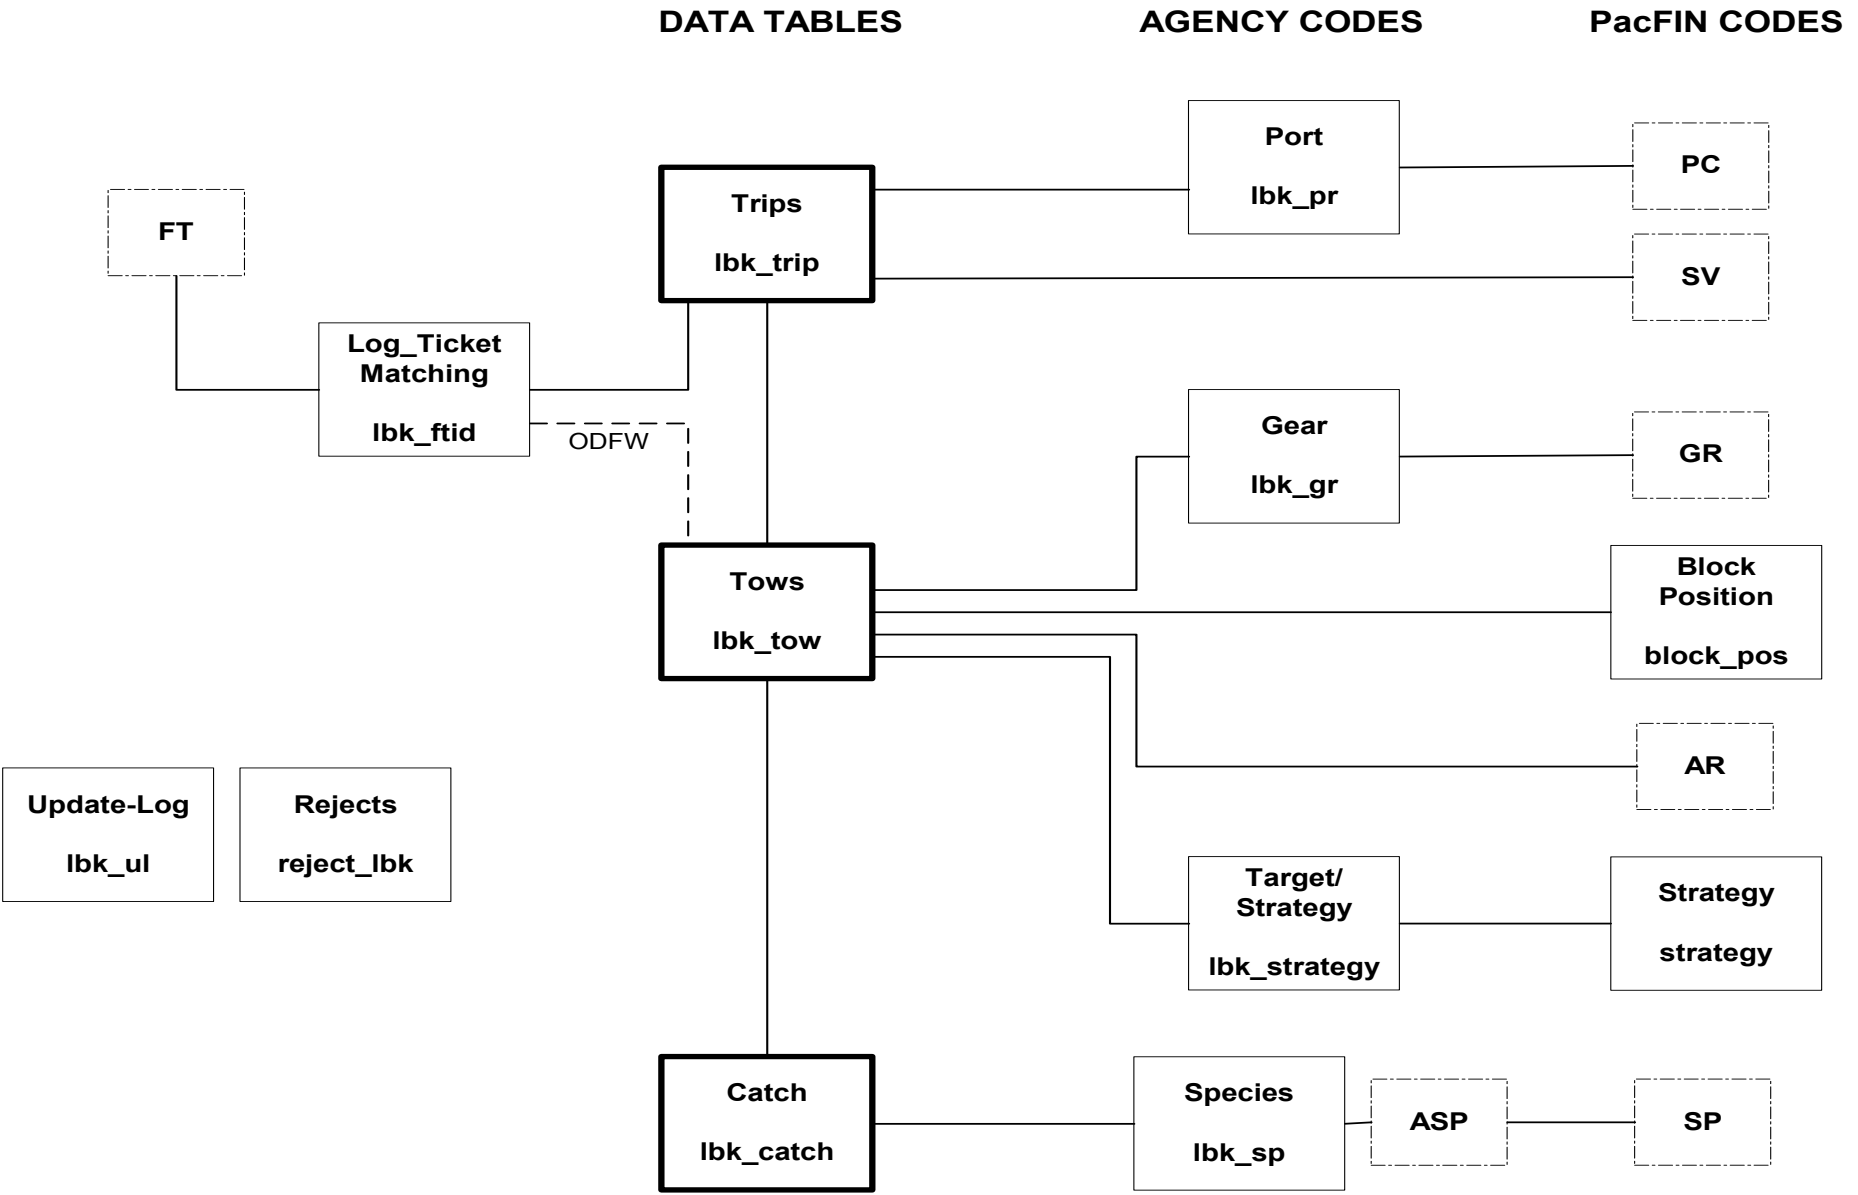 DATA TABLES
AGENCY CODES
PacFIN CODES
Port
lbk_pr
PC
Trips
lbk_trip
FT
SV
Log_Ticket
Matching
lbk_ftid
ODFW
Gear
lbk_gr
GR
Tows
lbk_tow
Block
Position
block_pos
AR
Update-Log
lbk_ul
Rejects
reject_lbk
Target/
Strategy
lbk_strategy
Strategy
strategy
Catch
lbk_catch
Species
lbk_sp
ASP
SP